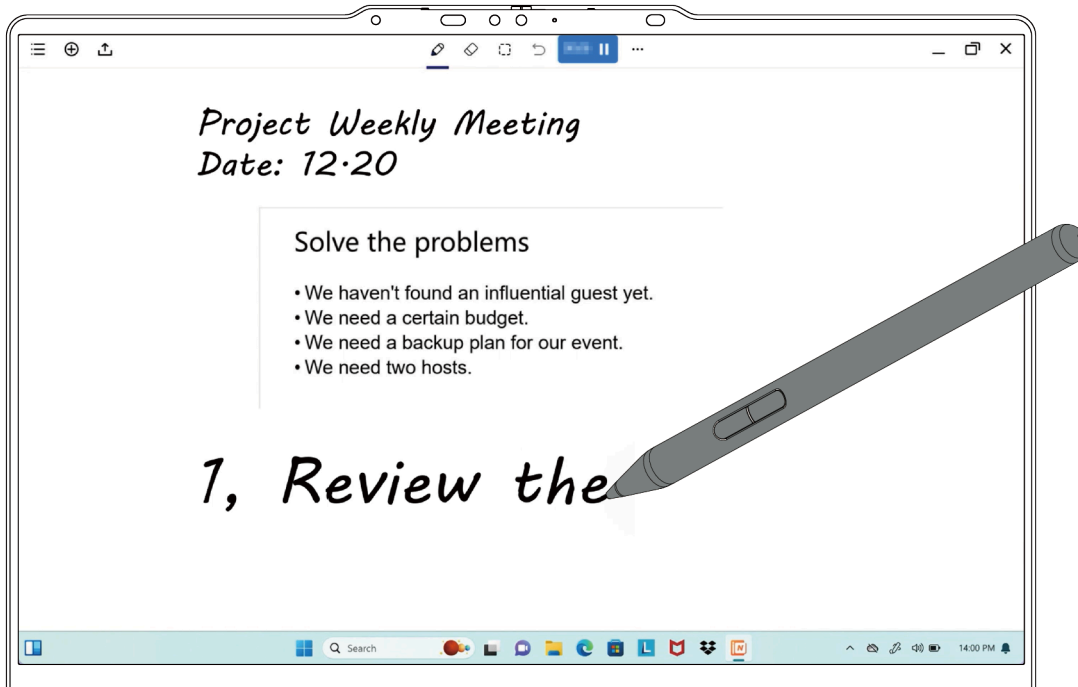 Project Weekly Meeting
Date: 12·20
Solve the problems
• We haven't found an influential guest yet.
• We need a certain budget.
• We need a backup plan for our event.
• We need two hosts.
1, Review the
Search
L
N
14:00 PM